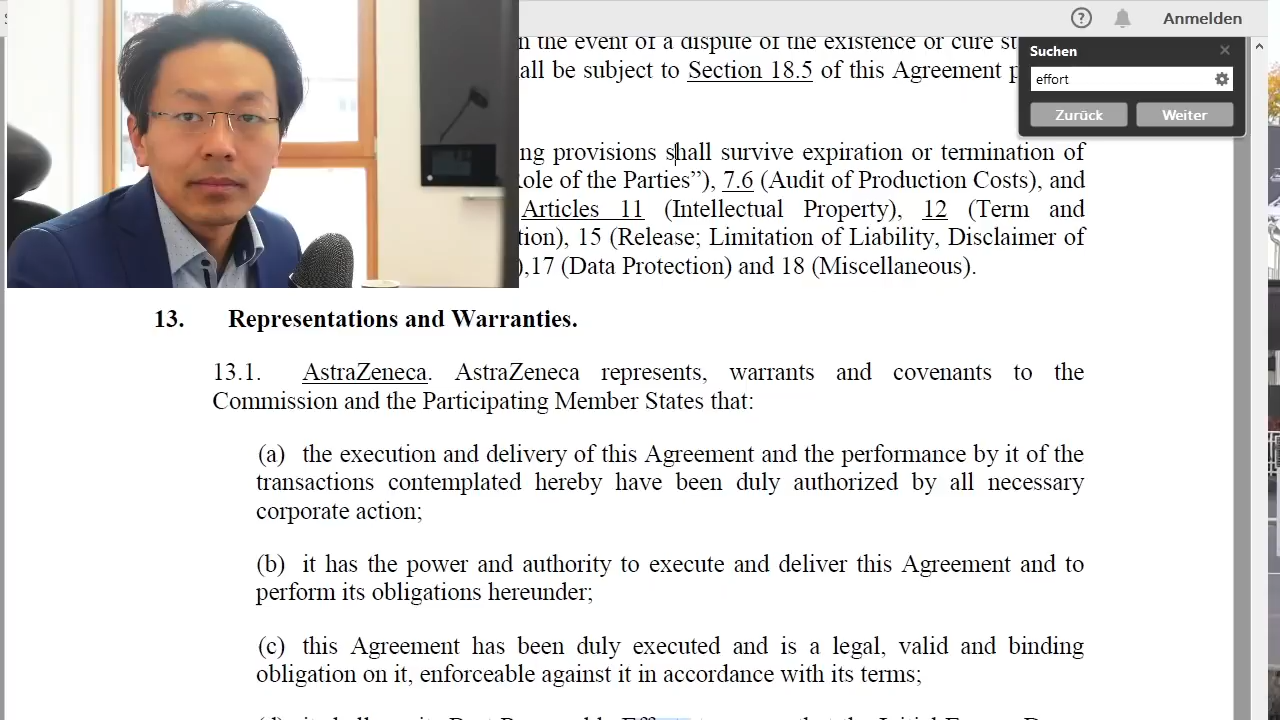 Anmelden
Suchen
effort
Zurück
Weiter
n the event of a dispute of the existence or cure
all be subject to Section 18.5 of this Agreement
ng provisions shall survive expiration or termination of
ole of the Parties”), 7.6 (Audit of Production Costs), and
Articles 11 (Intellectual Property), 12 (Term and
tion), 15 (Release; Limitation of Liability, Disclaimer of
),17 (Data Protection) and 18 (Miscellaneous).
13. Representations and Warranties.
13.1. AstraZeneca. AstraZeneca represents, warrants and covenants to the
Commission and the Participating Member States that:
(a) the execution and delivery of this Agreement and the performance by it of the
transactions contemplated hereby have been duly authorized by all necessary
corporate action;
(b) it has the power and authority to execute and deliver this Agreement and to
perform its obligations hereunder;
(c) this Agreement has been duly executed and is a legal, valid and binding
obligation on it, enforceable against it in accordance with its terms;